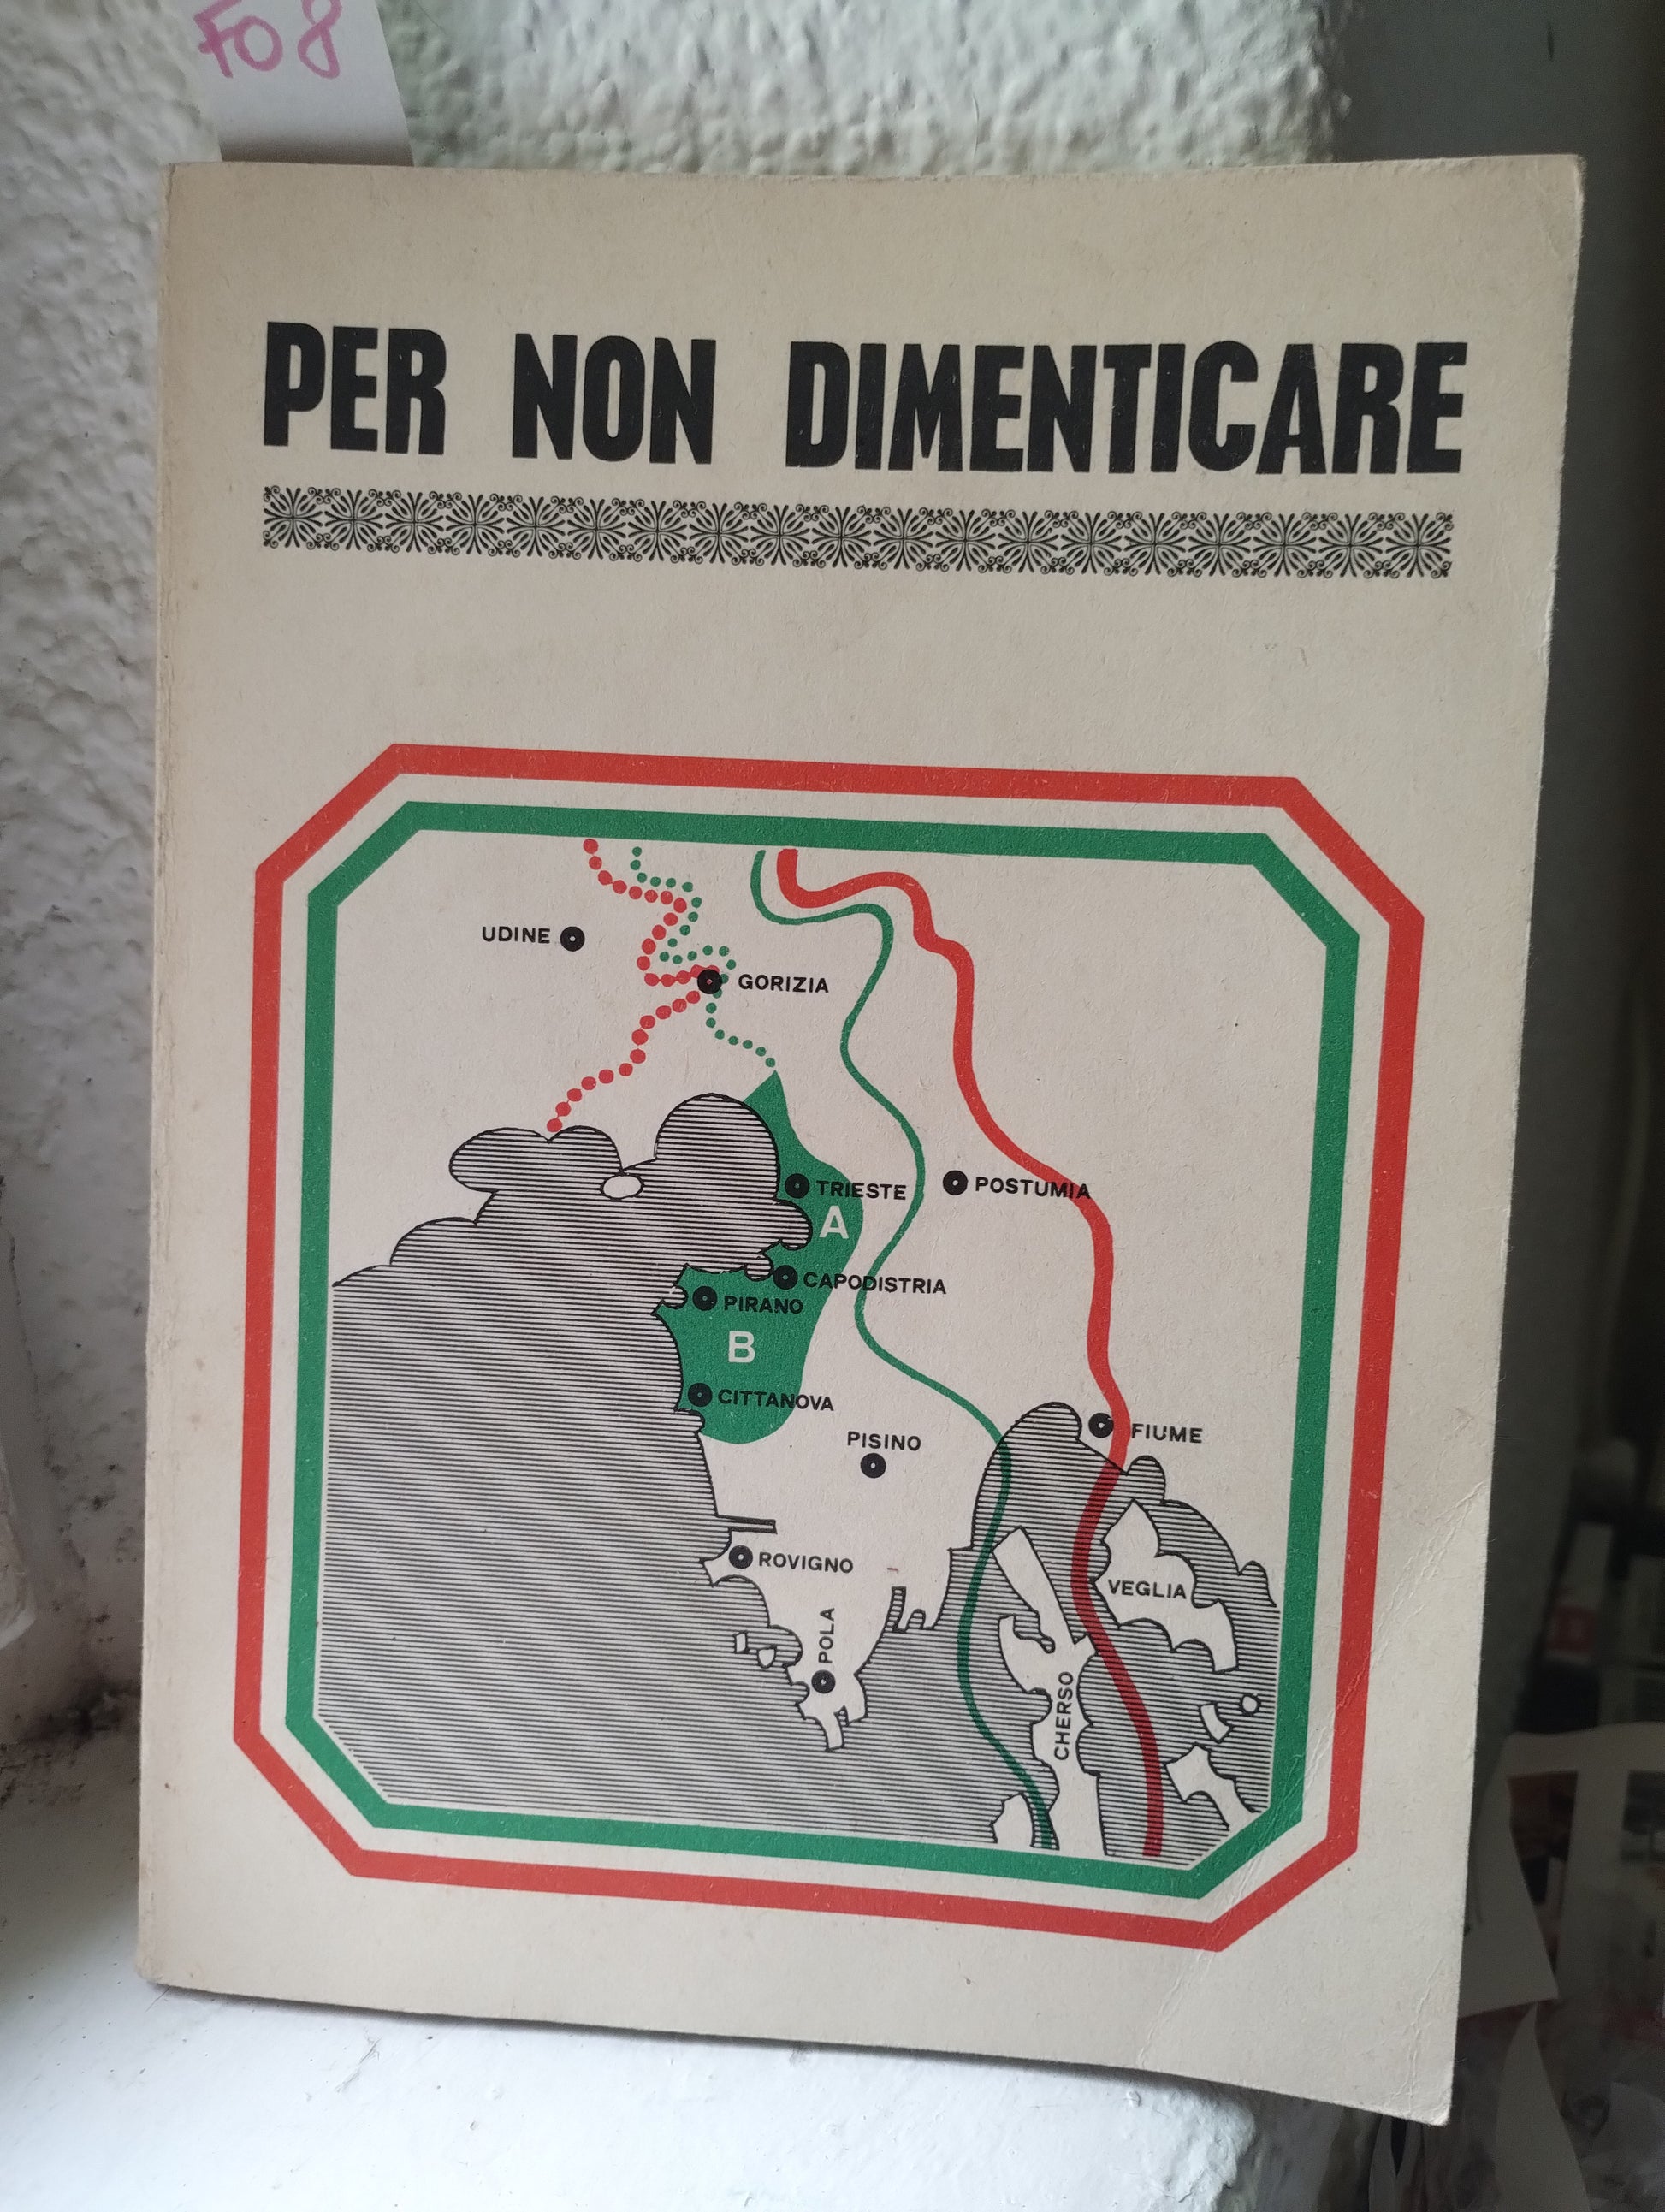 F08
PER NON DIMENTICARE
UDINE
GORIZIA
TRIESTE
POSTUMIA
A
CAPODISTRIA
PIRANO
B
CITTANOVA
FIUME
PISINO
ROVIGNO
VEGLIA
POLA
CHERSO